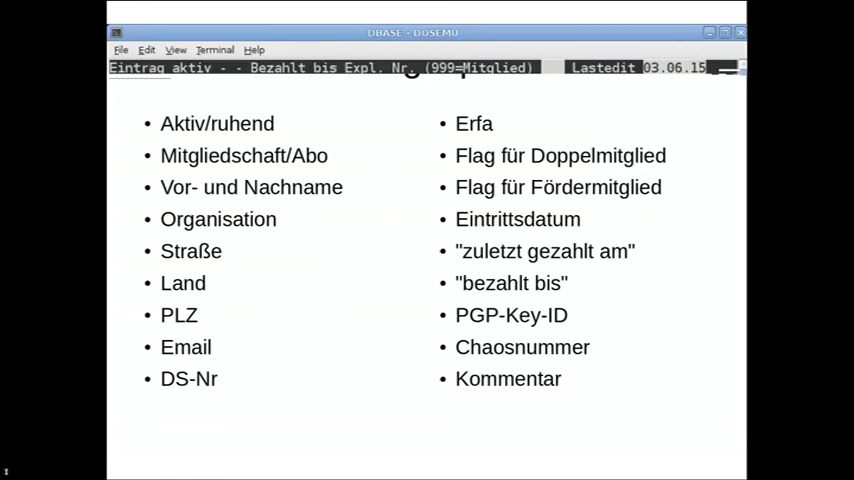 DBASE - DOSEMU
File Edit View Terminal Help
Eintrag aktiv - - Bezahlt bis Expl. Nr. (999=Mitglied) Lastedit 03.06.15
• Aktiv/ruhend
• Mitgliedschaft/Abo
• Vor- und Nachname
• Organisation
• Straße
• Land
• PLZ
• Email
• DS-Nr
• Erfa
• Flag für Doppelmitglied
• Flag für Fördermitglied
• Eintrittsdatum
• "zuletzt gezahlt am"
• "bezahlt bis"
• PGP-Key-ID
• Chaosnummer
• Kommentar